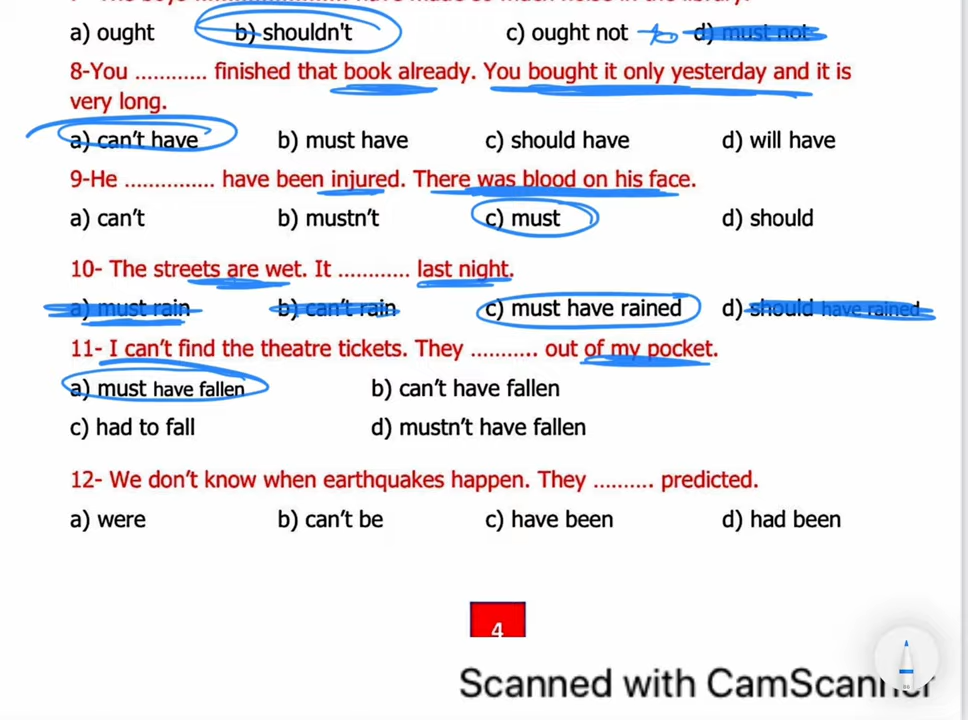 a) ought b) shouldn't c) ought not to d) must not
8-You ............ finished that book already. You bought it only yesterday and it is
very long.
a) can't have b) must have c) should have d) will have
9-He ............... have been injured. There was blood on his face.
a) can't b) mustn't c) must d) should
10- The streets are wet. It ............ last night.
a) must rain b) can't rain c) must have rained d) should have rained
11- I can't find the theatre tickets. They ........... out of my pocket.
a) must have fallen b) can't have fallen
c) had to fall d) mustn't have fallen
12- We don't know when earthquakes happen. They .......... predicted.
a) were b) can't be c) have been d) had been
4
Scanned with CamScanner